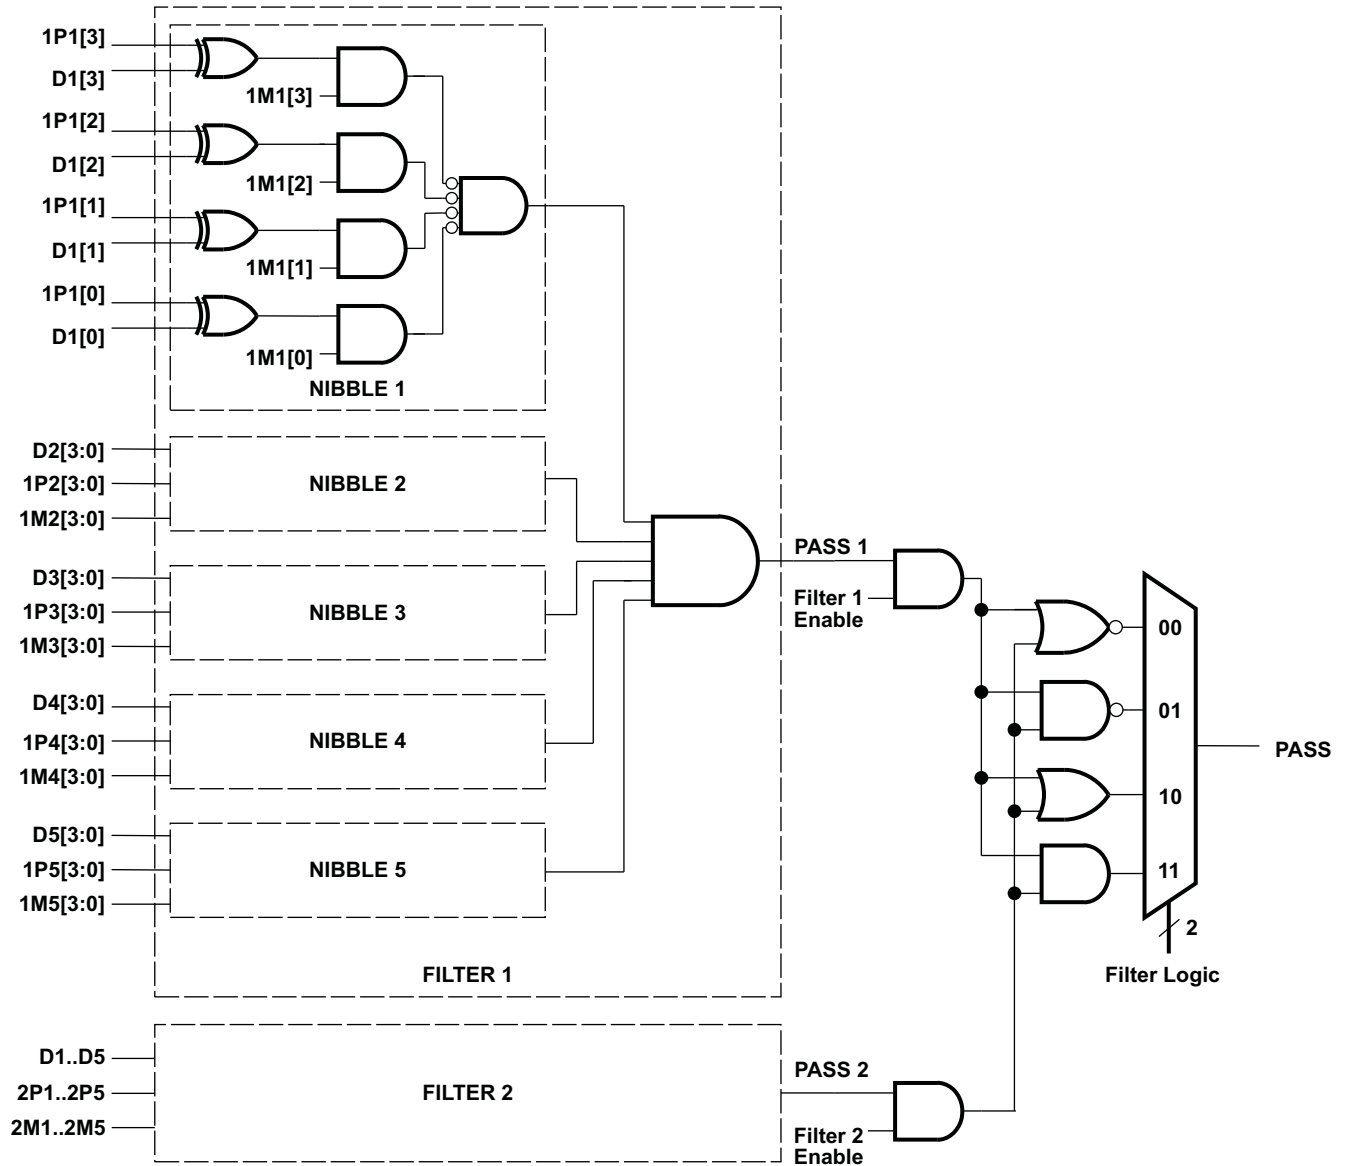 1P1[3]
D1[3]
1M1[3]
1P1[2]
D1[2]
1M1[2]
1P1[1]
D1[1]
1M1[1]
1P1[0]
D1[0]
1M1[0]
NIBBLE 1
D2[3:0]
1P2[3:0]
1M2[3:0]
NIBBLE 2
D3[3:0]
1P3[3:0]
1M3[3:0]
NIBBLE 3
D4[3:0]
1P4[3:0]
1M4[3:0]
NIBBLE 4
D5[3:0]
1P5[3:0]
1M5[3:0]
NIBBLE 5
FILTER 1
PASS 1
Filter 1
Enable
00
01
10
11
PASS
2
Filter Logic
D1..D5
2P1..2P5
2M1..2M5
FILTER 2
PASS 2
Filter 2
Enable